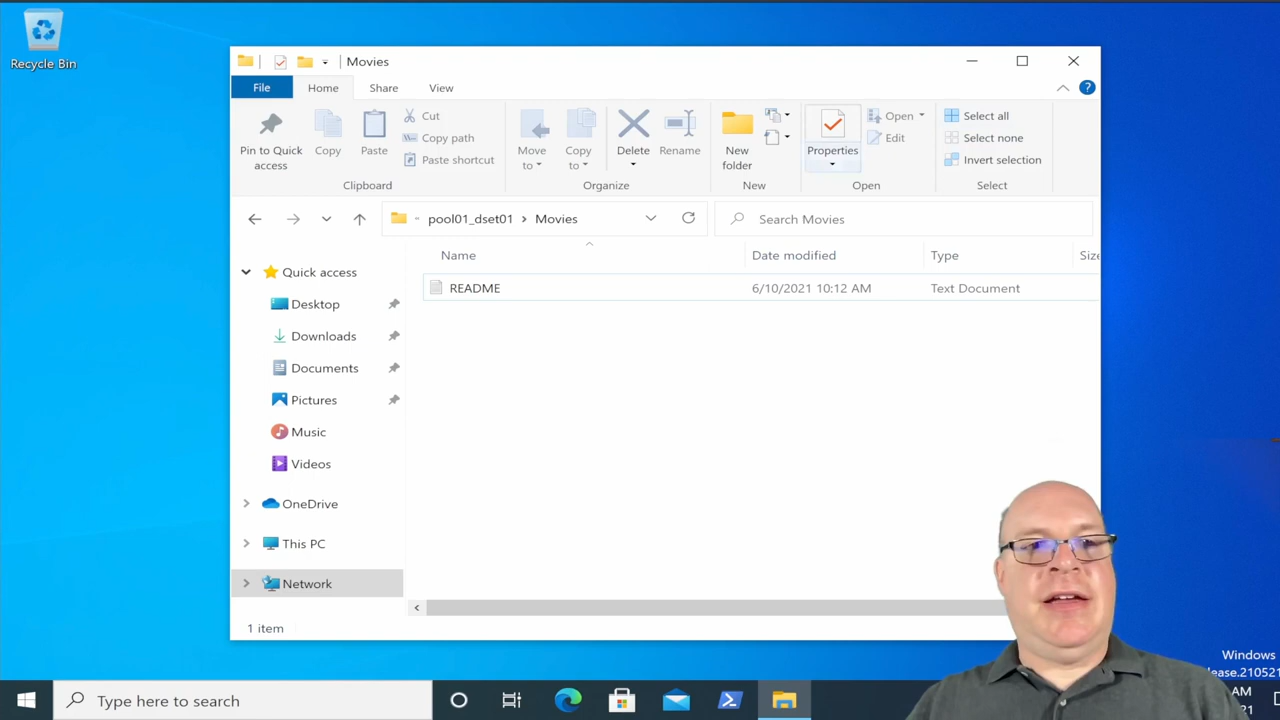 Recycle Bin
Movies
File
Home
Share
View
?
Pin to Quick
access
Copy
Paste
Cut
Copy path
Paste shortcut
Clipboard
Move
to
Copy
to
Delete
Rename
Organize
New
folder
New
Properties
Open
Edit
Open
Select all
Select none
Invert selection
Select
pool01_dset01 > Movies
Search Movies
Name
Date modified
Type
Size
README
6/10/2021 10:12 AM
Text Document
Quick access
Desktop
Downloads
Documents
Pictures
Music
Videos
OneDrive
This PC
Network
1 item
Windows
lease.210521
Type here to search
AM
21